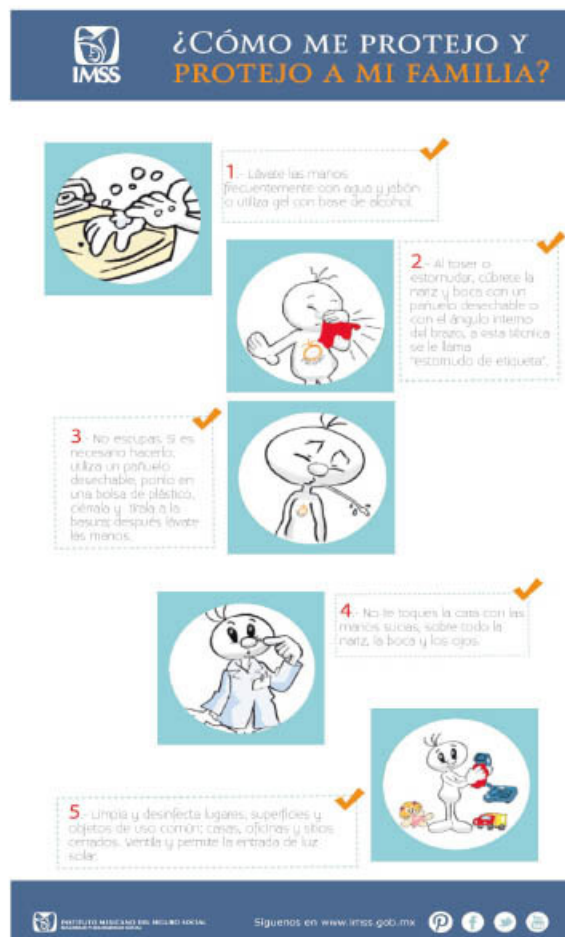 IMSS
¿CÓMO ME PROTEJO Y
PROTEJO A MI FAMILIA?
1.- Lávate las manos
frecuentemente con agua y jabón
o utiliza gel con base de alcohol.
2.- Al toser o
estornudar, cúbrete la
nariz y boca con un
pañuelo desechable o
con el ángulo interno
del brazo, a esta técnica
se le llama
"estornudo de etiqueta".
3.- No escupas. Si es
necesario hacerlo,
utiliza un pañuelo
desechable, ponlo en
una bolsa de plástico,
ciérrala y tírala a la
basura; después lávate
las manos.
4.- No te toques la cara con las
manos sucias, sobre todo la
nariz, la boca y los ojos.
5.- Limpia y desinfecta lugares, superficies y
objetos de uso común: casas, oficinas y sitios
cerrados. Ventila y permite la entrada de luz
solar.
INSTITUTO MEXICANO DEL SEGURO SOCIAL
SEGURIDAD Y SOLIDARIDAD SOCIAL
Síguenos en www.imss.gob.mx